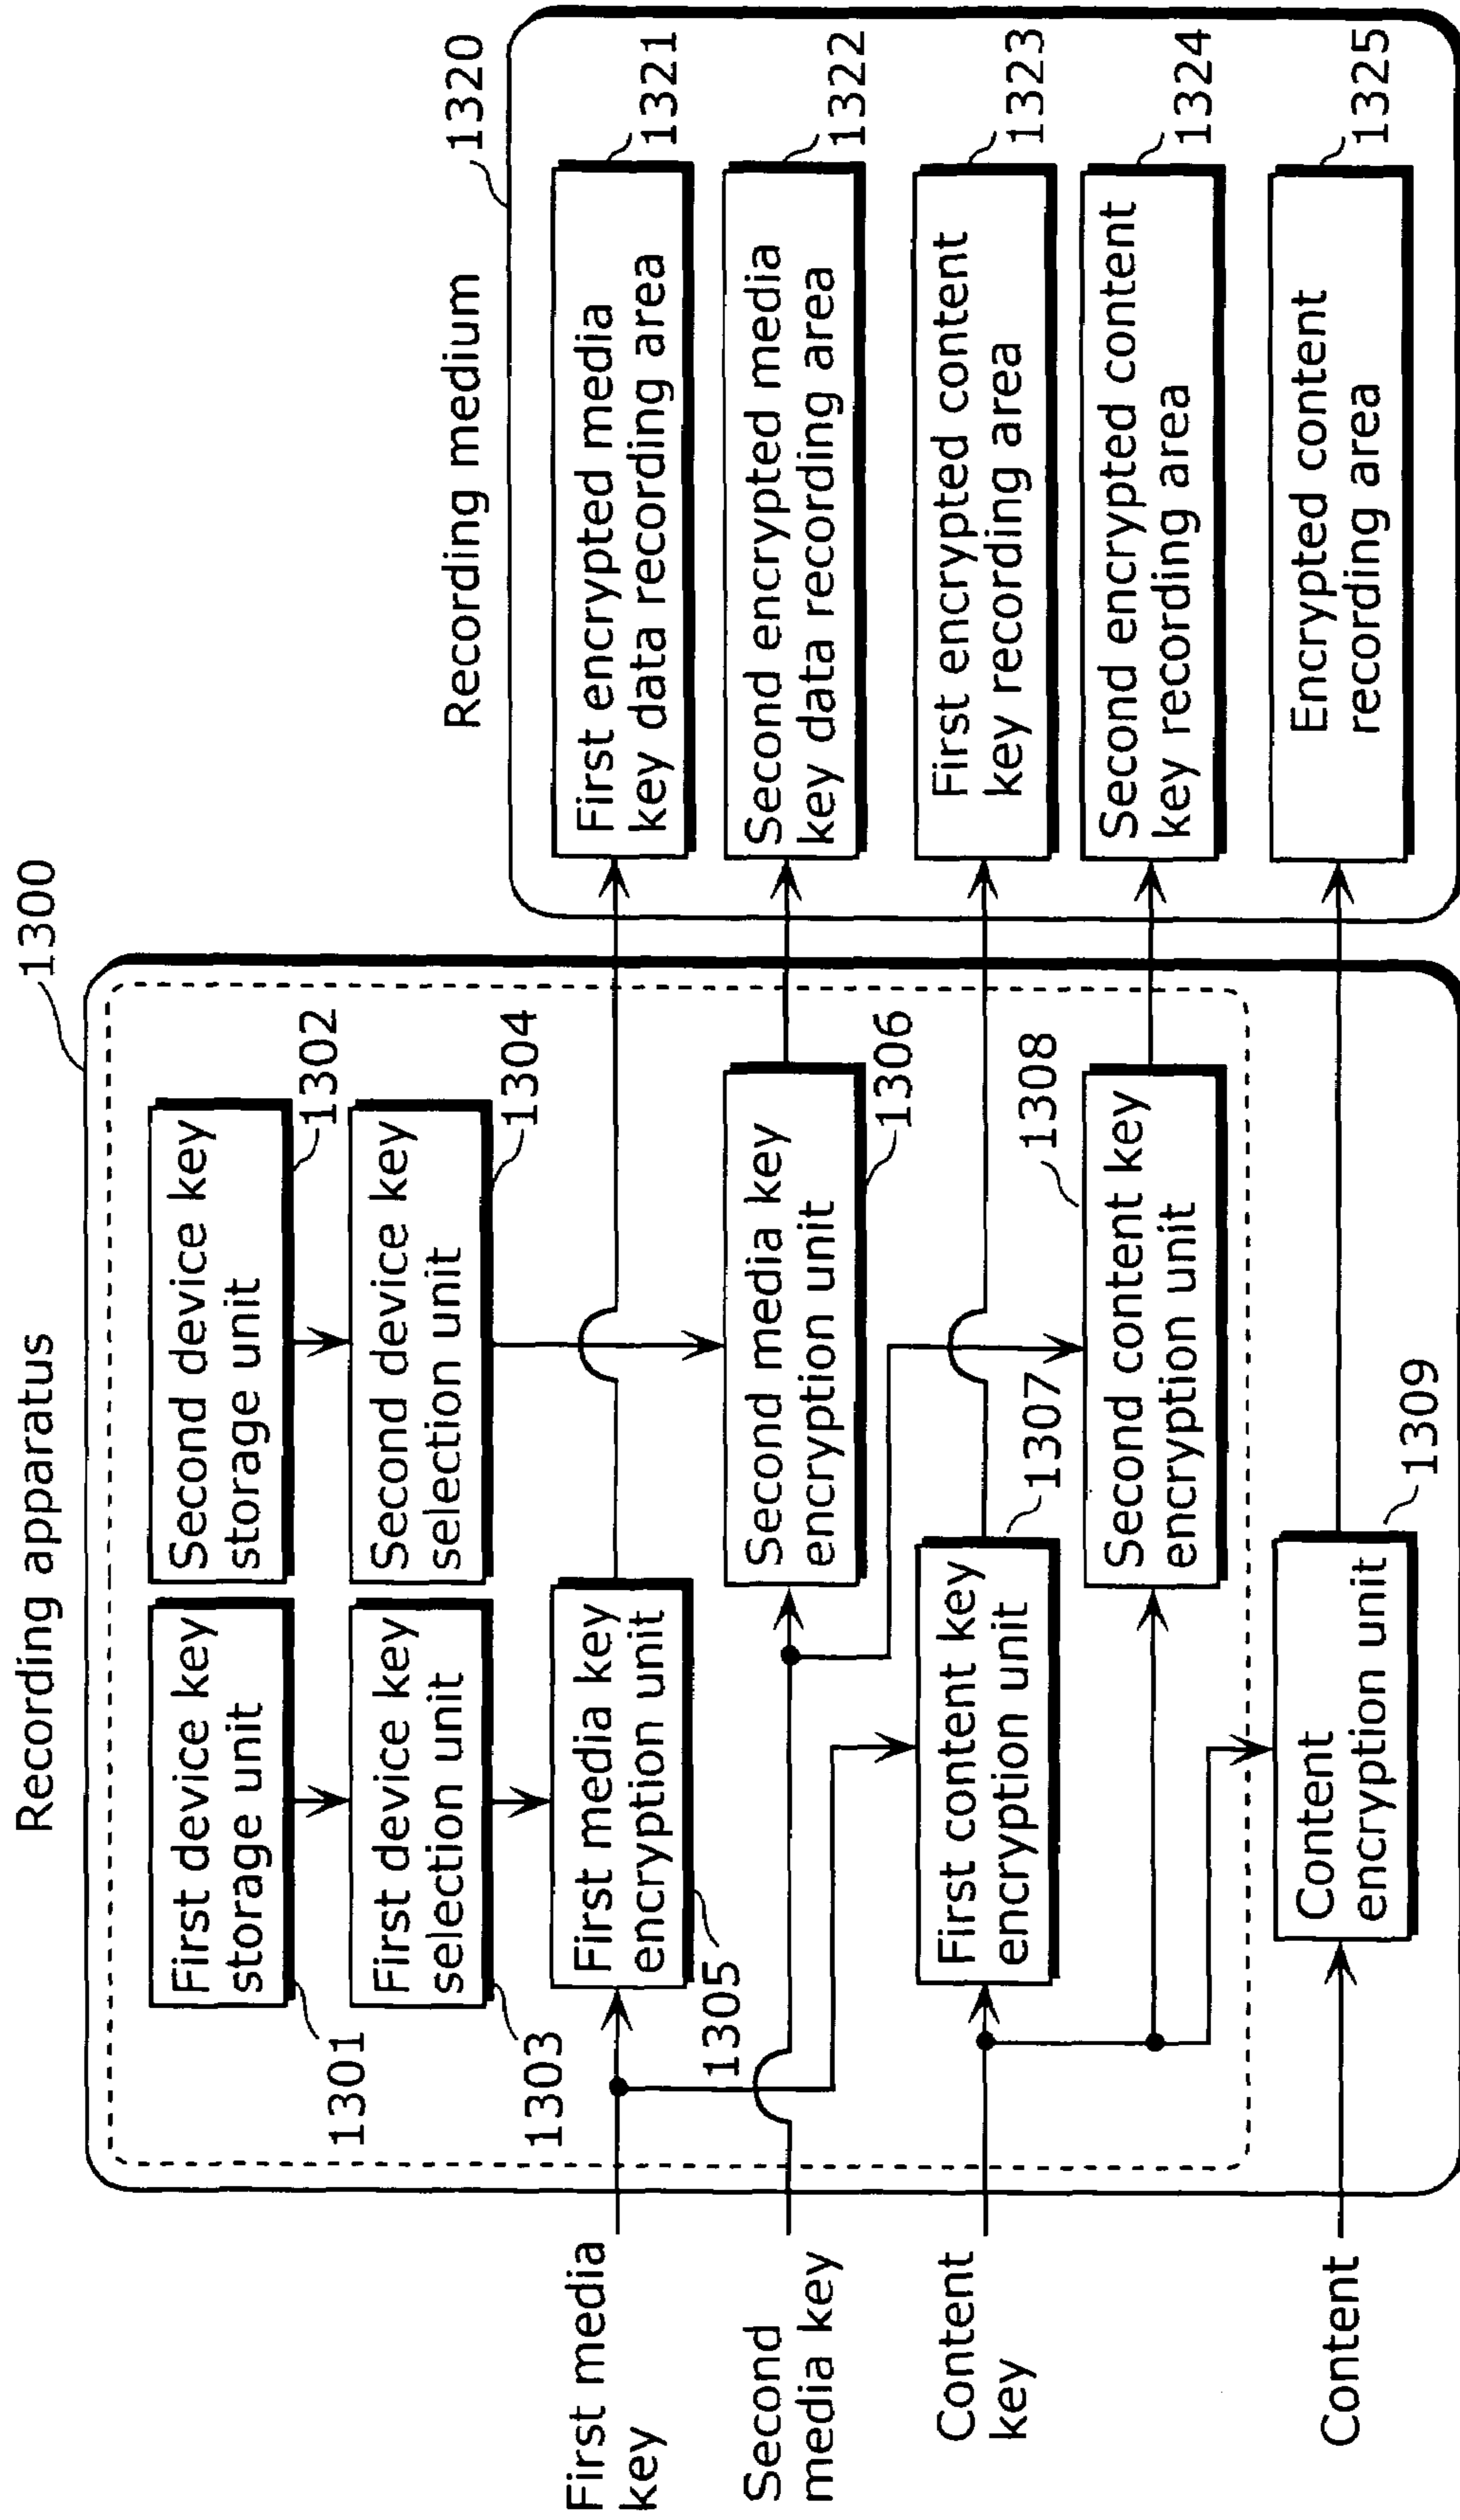 Recording apparatus
1300
First device key
storage unit
1301
Second device key
storage unit
1302
First device key
selection unit
1303
Second device key
selection unit
1304
First media
key
First media key
encryption unit
1305
Second
media key
Second media key
encryption unit
1306
Content
key
First content key
encryption unit
1307
Second content key
encryption unit
1308
Content
Content
encryption unit
1309
Recording medium
1320
First encrypted media
key data recording area
1321
Second encrypted media
key data recording area
1322
First encrypted content
key recording area
1323
Second encrypted content
key recording area
1324
Encrypted content
recording area
1325